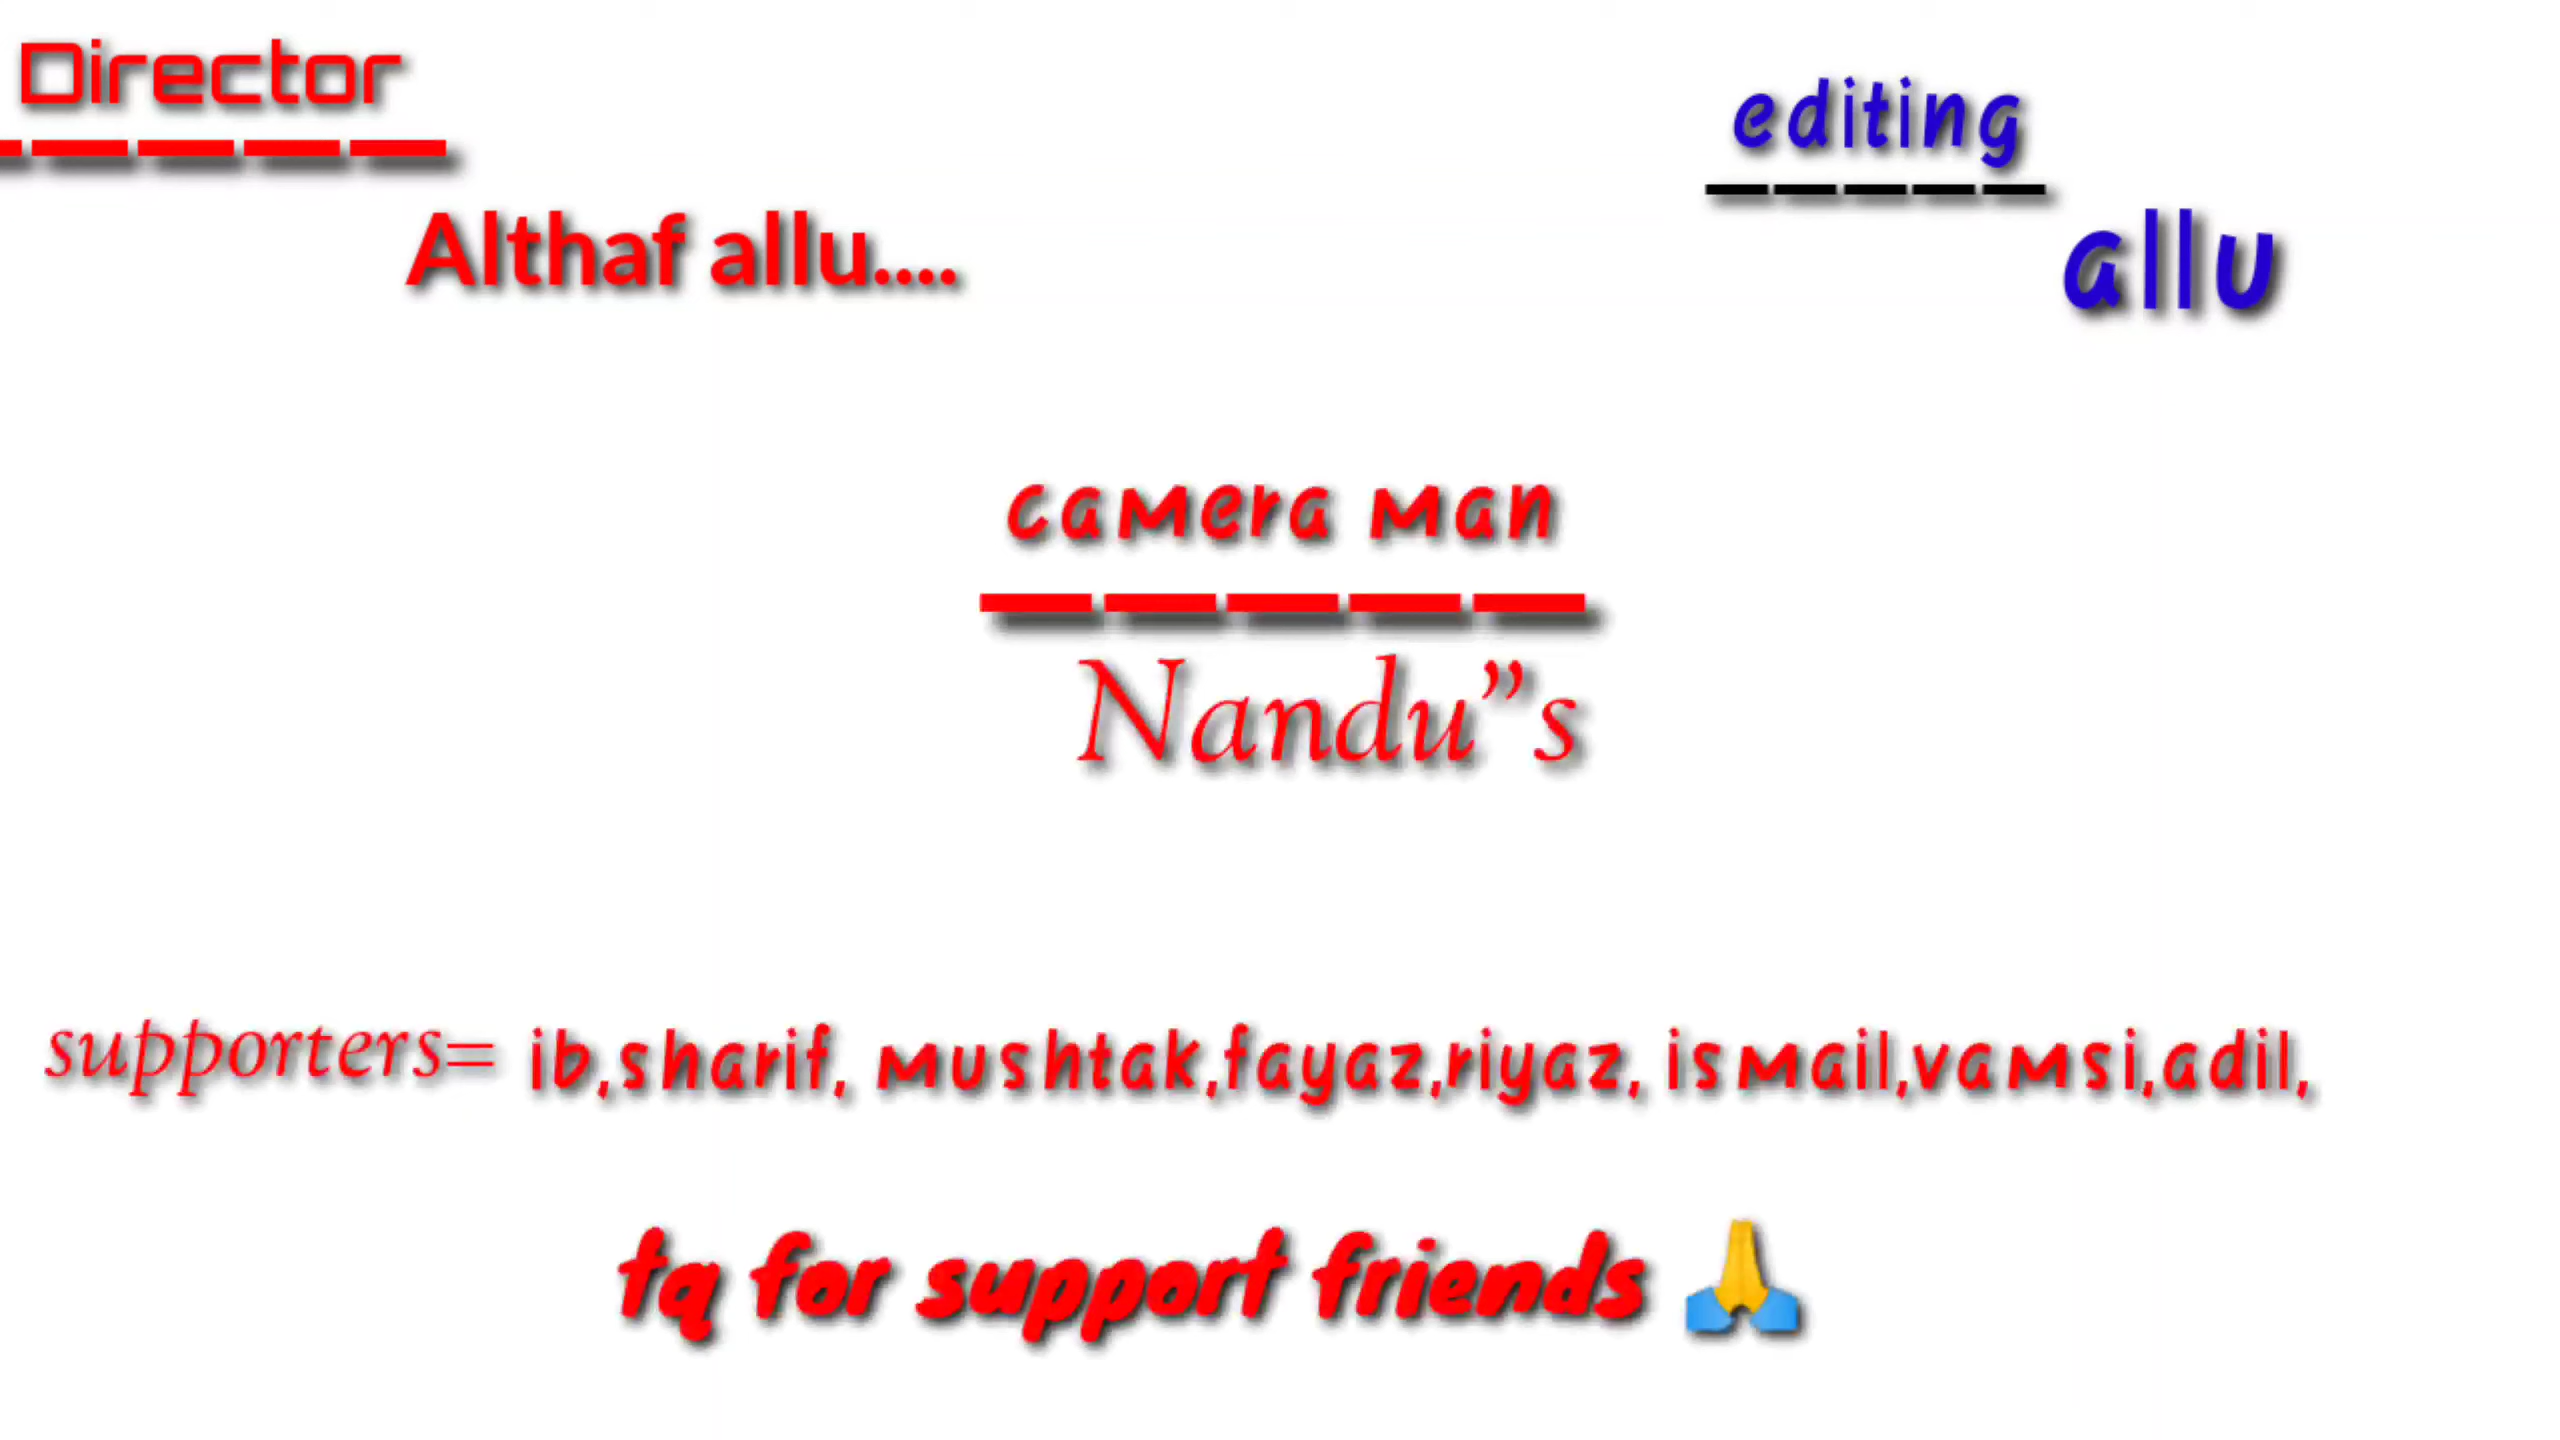 Director
Althaf allu....
editing
allu
camera man
Nandu”s
supporters= ib,sharif, mushtak,fayaz,riyaz, ismail,vamsi,adil,
tq for support friends 🙏